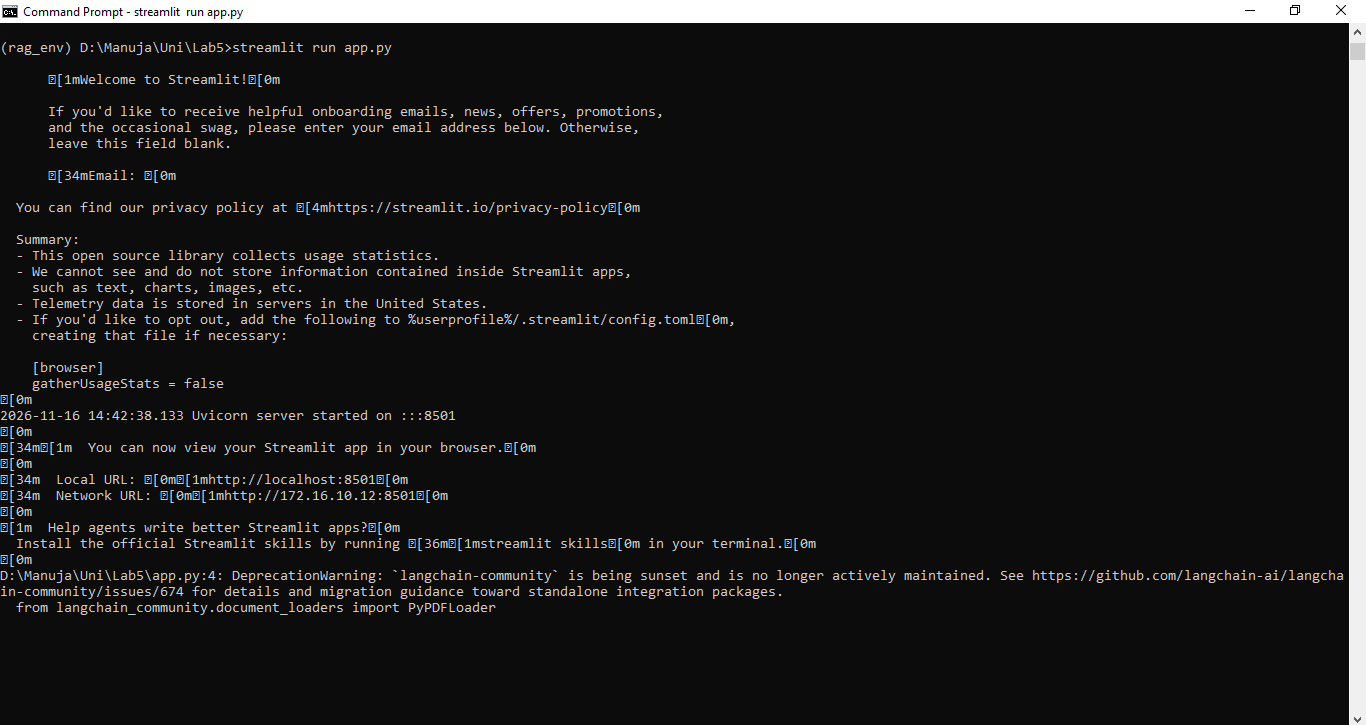 Command Prompt - streamlit run app.py
(rag_env) D:\Manuja\Uni\Lab5>streamlit run app.py
[1mWelcome to Streamlit![0m
If you'd like to receive helpful onboarding emails, news, offers, promotions,
and the occasional swag, please enter your email address below. Otherwise,
leave this field blank.
[34mEmail: [0m
You can find our privacy policy at [4mhttps://streamlit.io/privacy-policy[0m
Summary:
- This open source library collects usage statistics.
- We cannot see and do not store information contained inside Streamlit apps,
such as text, charts, images, etc.
- Telemetry data is stored in servers in the United States.
- If you'd like to opt out, add the following to %userprofile%/.streamlit/config.toml[0m,
creating that file if necessary:
[browser]
gatherUsageStats = false
[0m
2026-11-16 14:42:38.133 Uvicorn server started on :::8501
[0m
[34m[1m  You can now view your Streamlit app in your browser.[0m
[0m
[34m  Local URL: [0m[1mhttp://localhost:8501[0m
[34m  Network URL: [0m[1mhttp://172.16.10.12:8501[0m
[0m
[1m  Help agents write better Streamlit apps?[0m
Install the official Streamlit skills by running [36m[1mstreamlit skills[0m in your terminal.[0m
[0m
D:\Manuja\Uni\Lab5\app.py:4: DeprecationWarning: `langchain-community` is being sunset and is no longer actively maintained. See https://github.com/langchain-ai/langcha
in-community/issues/674 for details and migration guidance toward standalone integration packages.
from langchain_community.document_loaders import PyPDFLoader